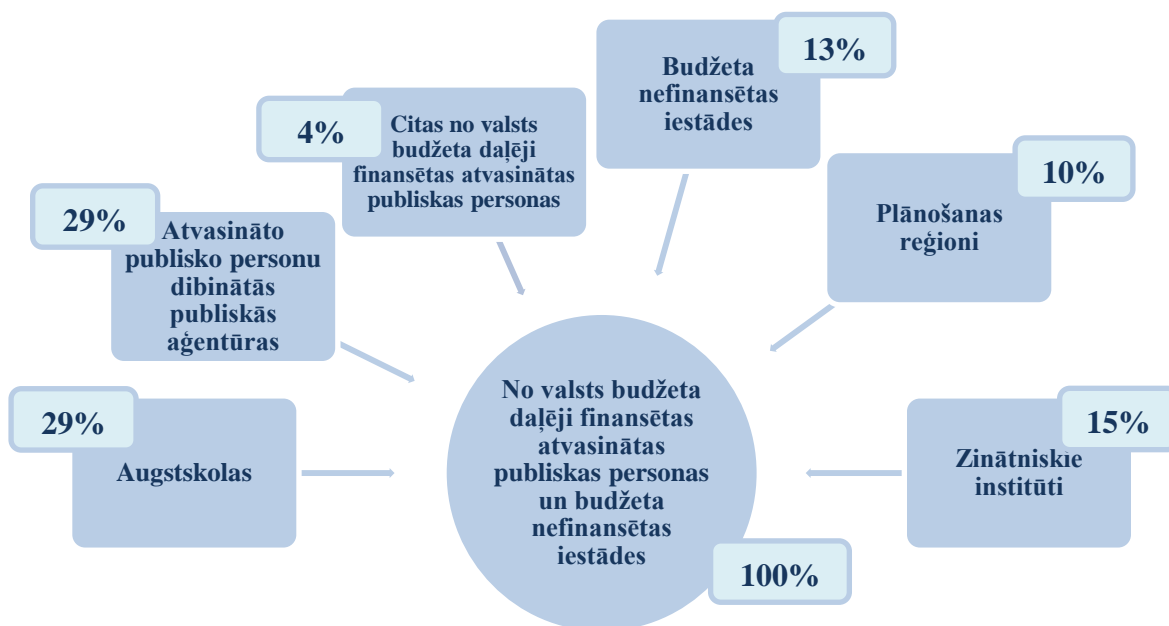 13%
Budžeta
nefinansētas
iestādes
4%
Citas no valsts
budžeta daļēji
finansētas atvasinātas
publiskas personas
10%
Plānošanas
reģioni
29%
Atvasināto
publisko personu
dibinātās
publiskās
aģentūras
29%
Augstskolas
No valsts budžeta
daļēji finansētas
atvasinātas
publiskas personas
un budžeta
nefinansētas
iestādes
100%
15%
Zinātniskie
institūti